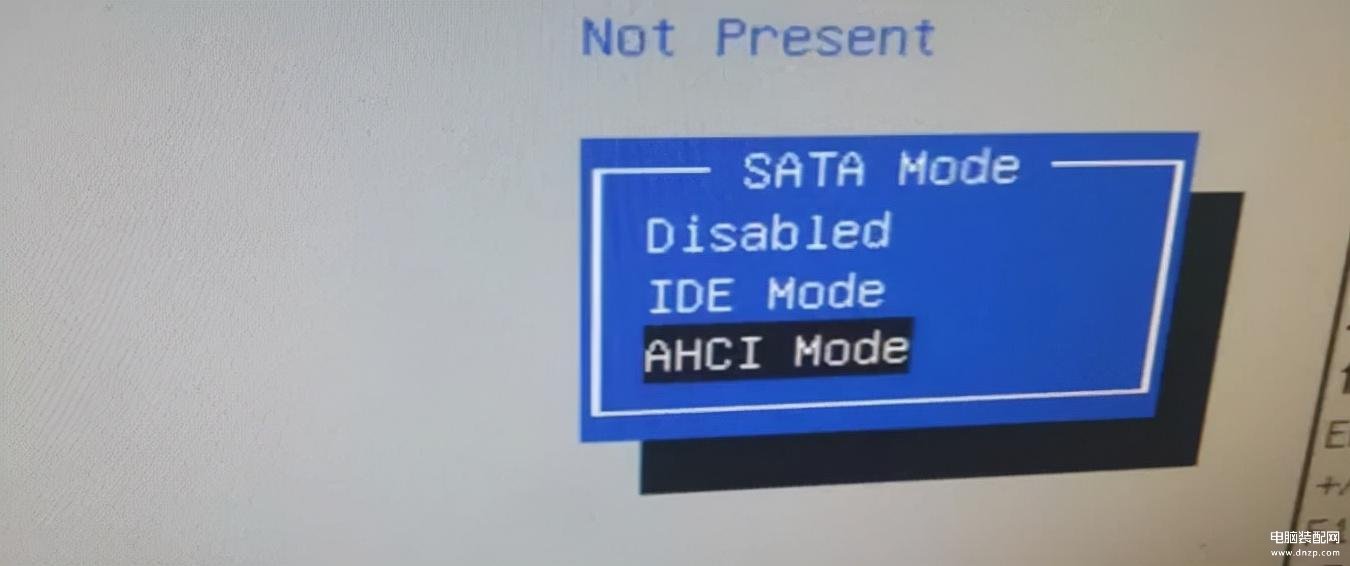 Not Present
SATA Mode
Disabled
IDE Mode
AHCI Mode
电脑装配网
www.dnzp.com